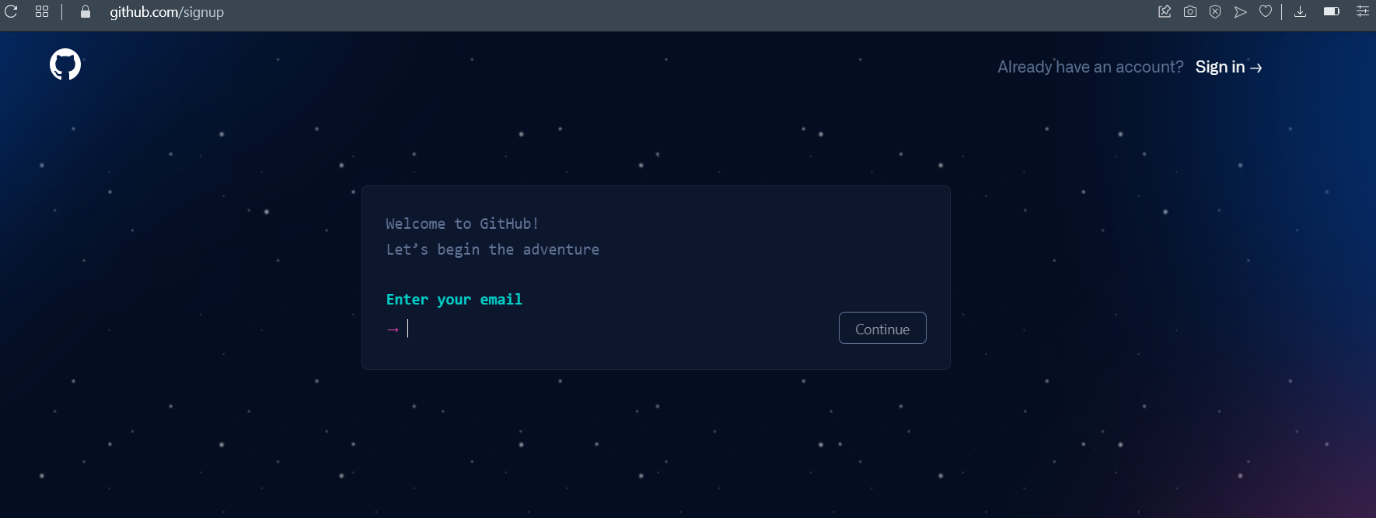 github.com/signup
Already have an account? Sign in →
Welcome to GitHub!
Let’s begin the adventure
Enter your email
→
Continue